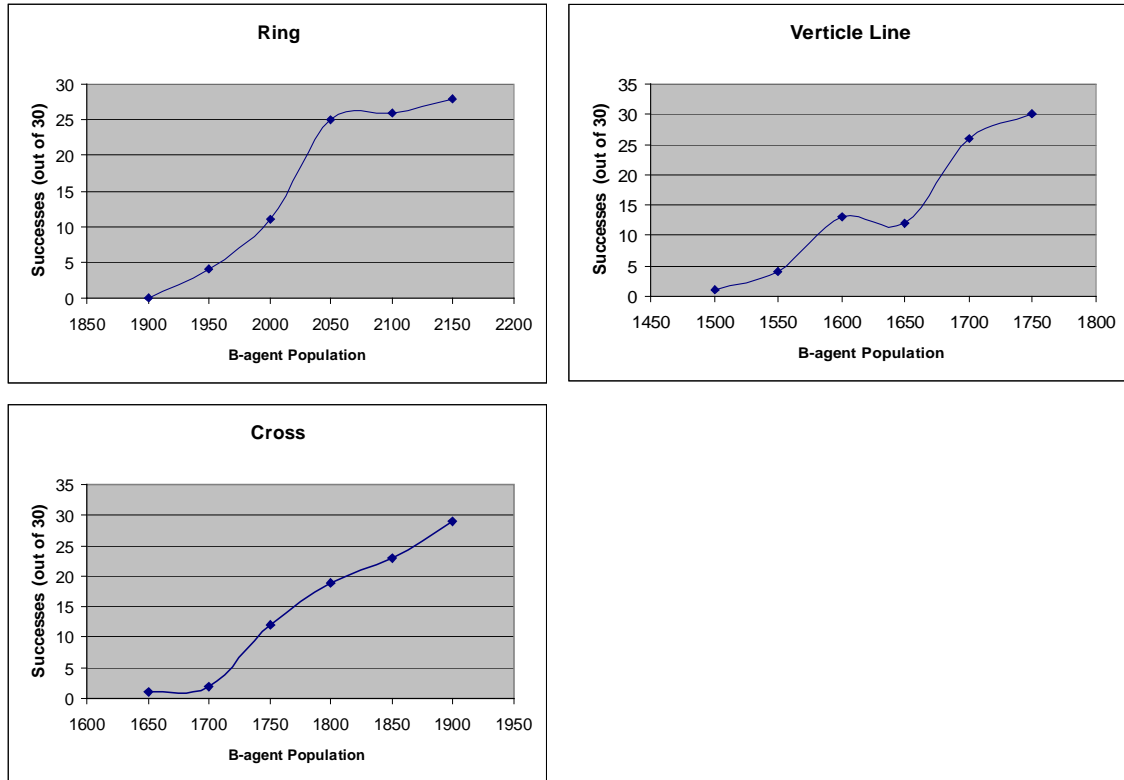 Ring
Successes (out of 30)
30
25
20
15
10
5
0
1850 1900 1950 2000 2050 2100 2150 2200
B-agent Population
Verticle Line
Successes (out of 30)
35
30
25
20
15
10
5
0
1450 1500 1550 1600 1650 1700 1750 1800
B-agent Population
Cross
Successes (out of 30)
35
30
25
20
15
10
5
0
1600 1650 1700 1750 1800 1850 1900 1950
B-agent Population